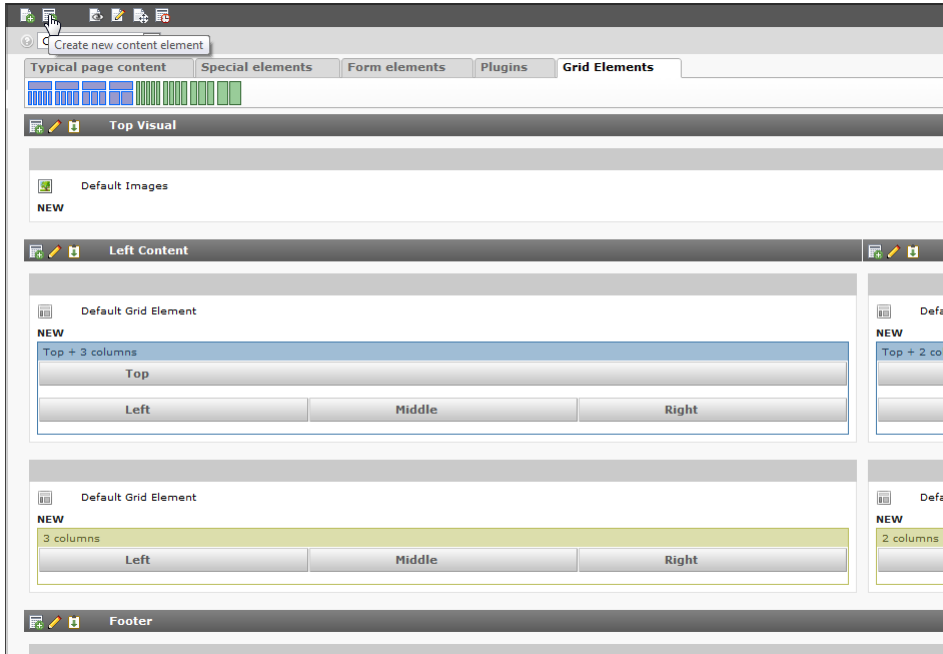 Create new content element
Typical page content Special elements Form elements Plugins Grid Elements
Top Visual
Default Images
NEW
Left Content
Default Grid Element
NEW
Top + 3 columns Top + 2 co
NEW
Top
Left Middle Right
Default Grid Element
NEW NEW
3 columns 2 columns
Left Middle Right
Footer